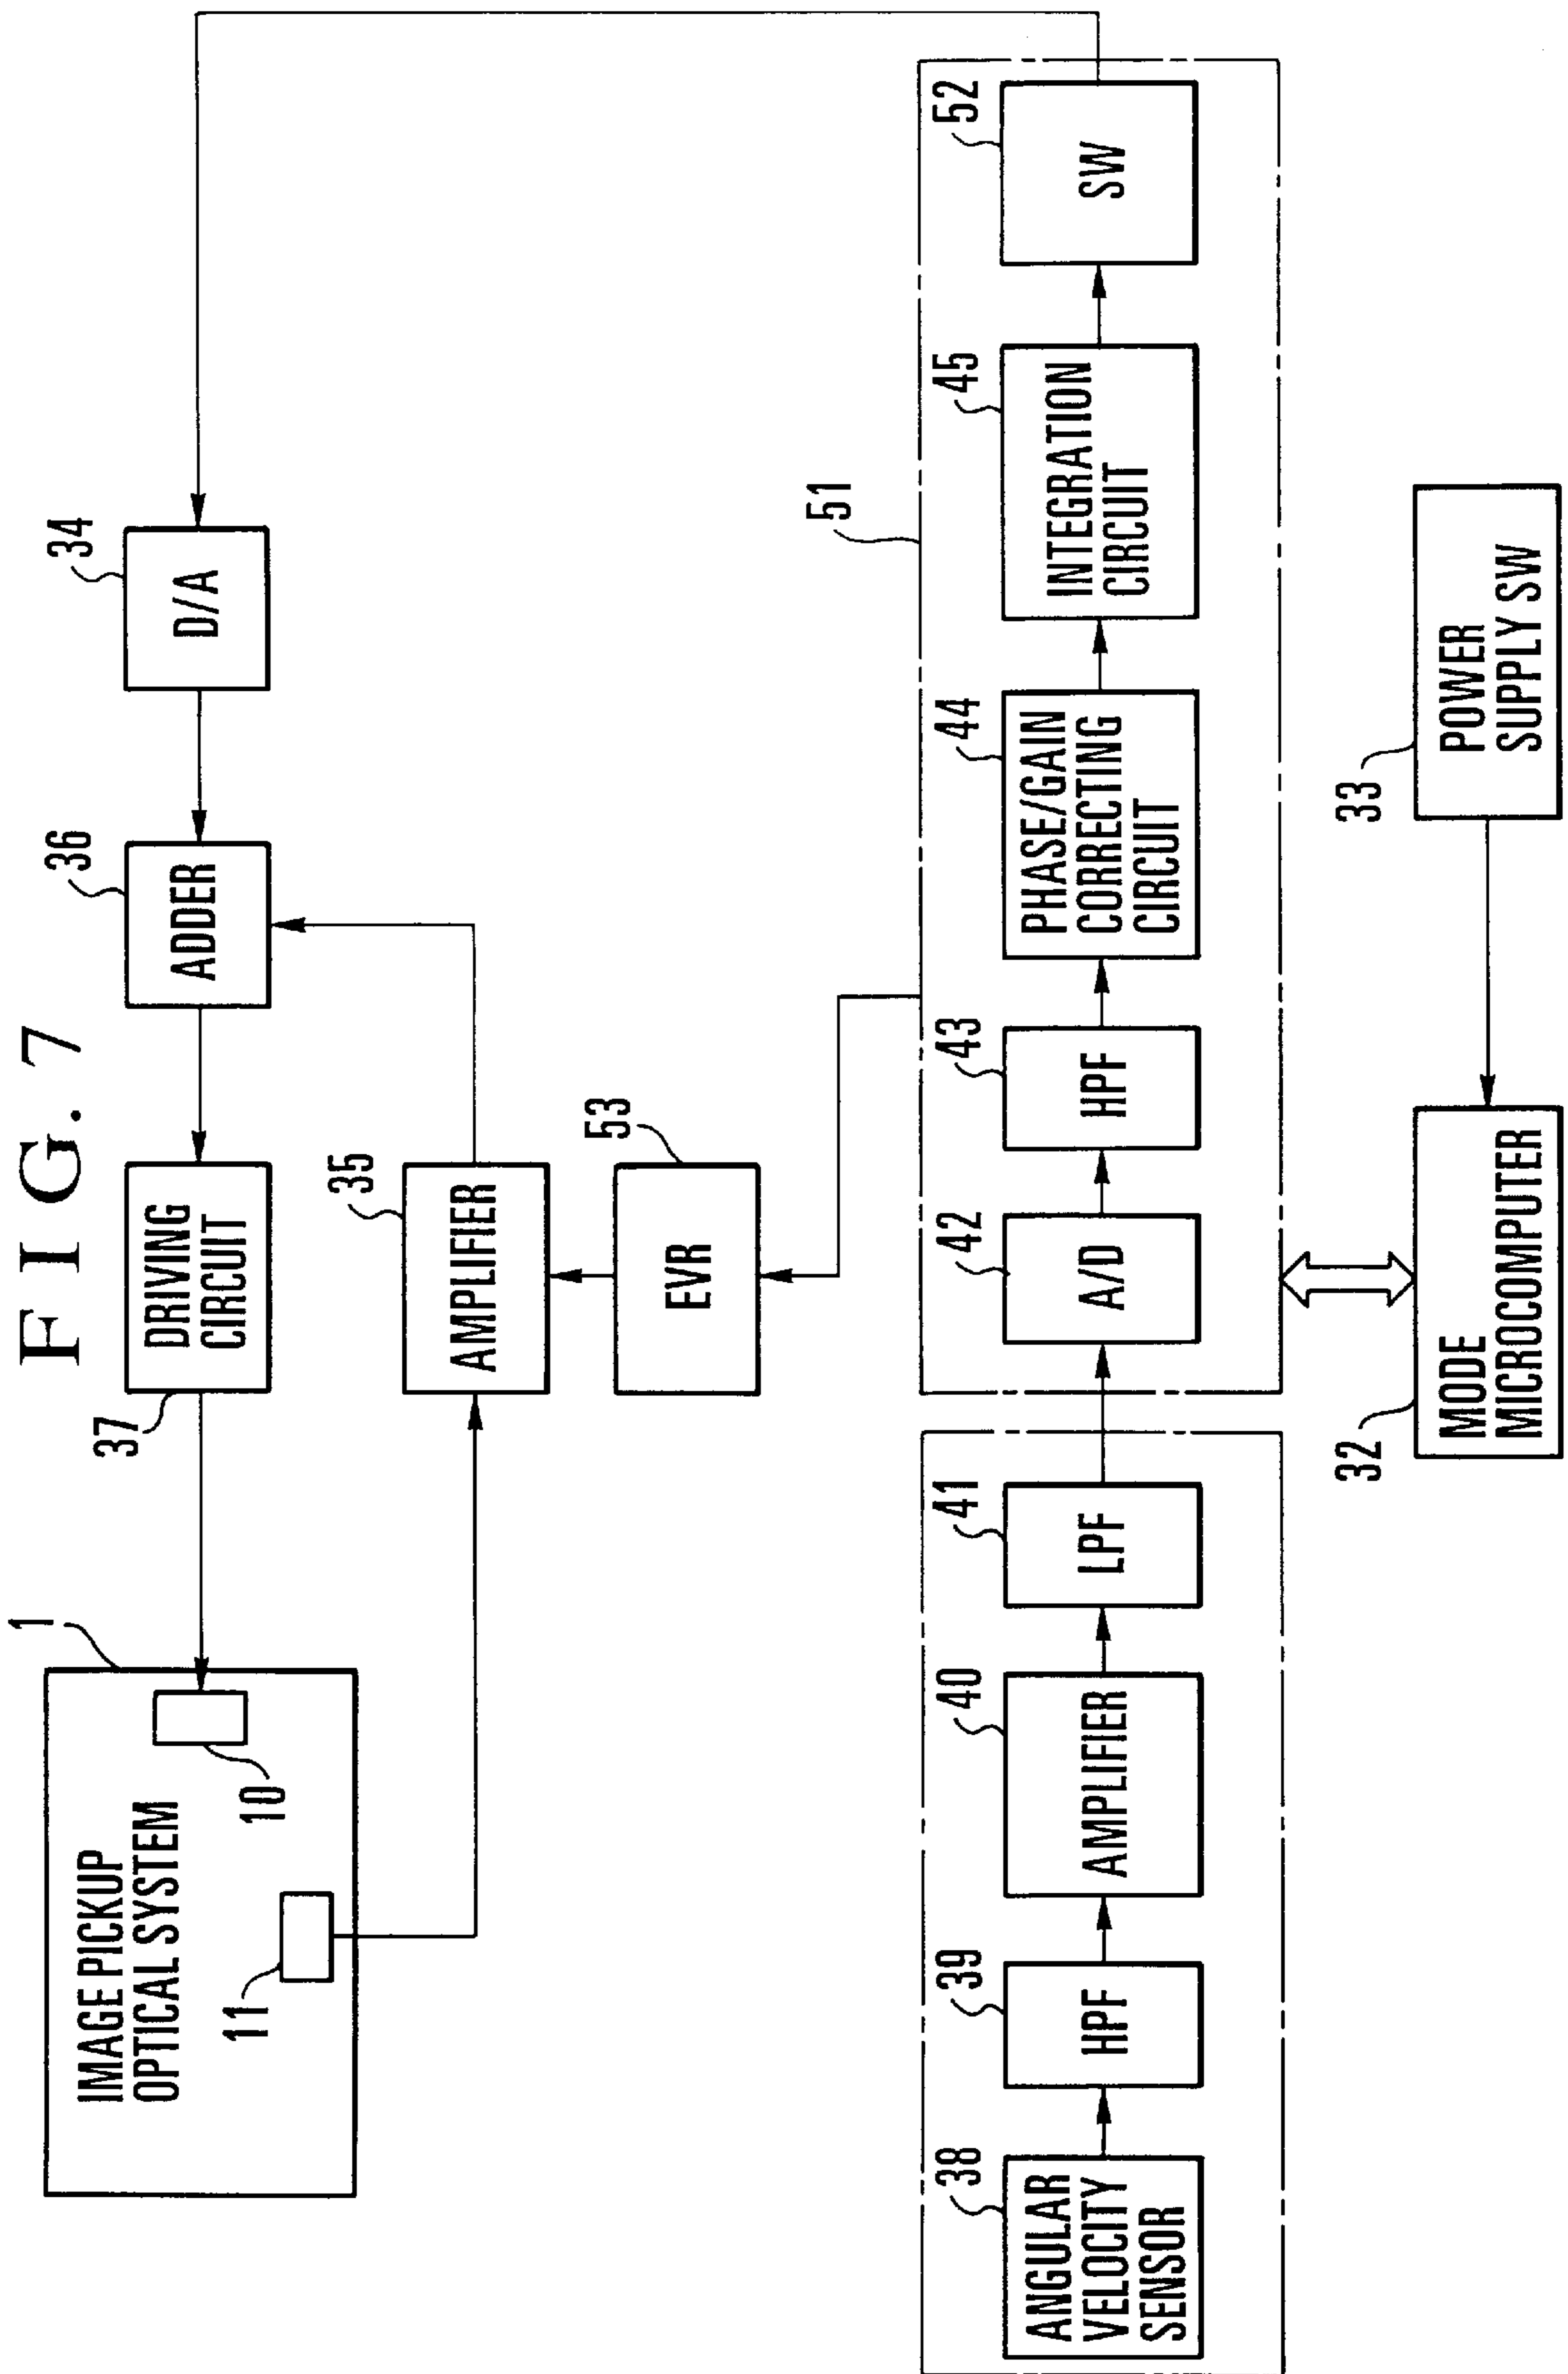 FIG. 7
1
IMAGE PICKUP
OPTICAL SYSTEM
10
11
37
DRIVING
CIRCUIT
36
ADDER
34
D/A
35
AMPLIFIER
53
EVR
51
38
ANGULAR
VELOCITY
SENSOR
39
HPF
40
AMPLIFIER
41
LPF
42
A/D
43
HPF
44
PHASE/GAIN
CORRECTING
CIRCUIT
45
INTEGRATION
CIRCUIT
52
SW
32
MODE
MICROCOMPUTER
33
POWER
SUPPLY SW